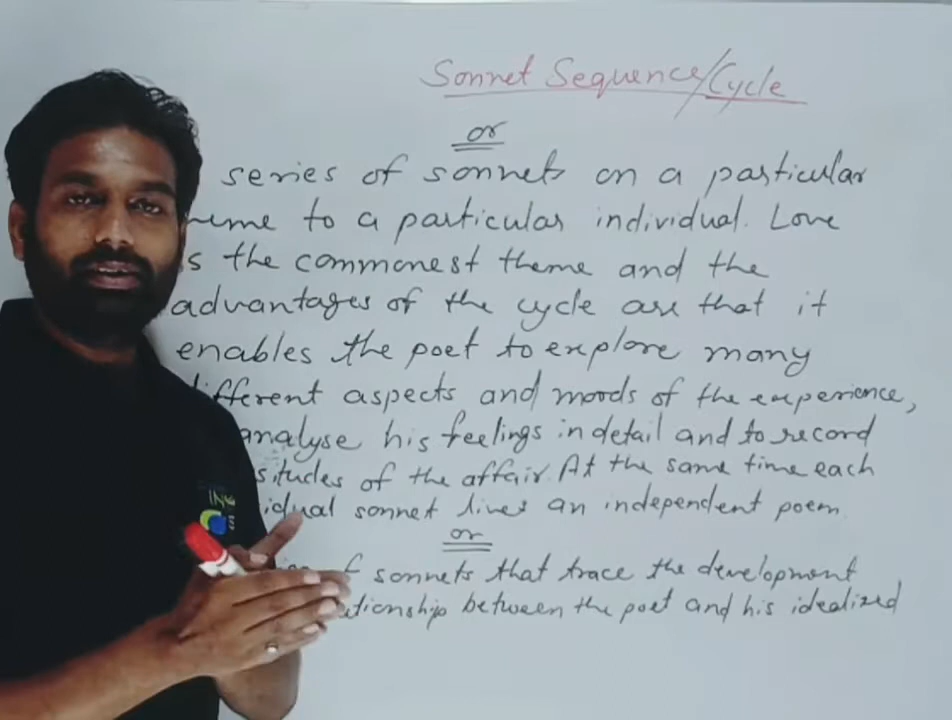 Sonnet Sequence/Cycle
or
series of sonnets on a particular
to a particular individual. Love
the commonest theme and the
advantages of the cycle are that it
enables the poet to explore many
aspects and moods of the experience,
analyse his feelings in detail and to record
of the affair. At the same time each
sonnet lives an independent poem
or
sonnets that trace the development
between the poet and his idealized